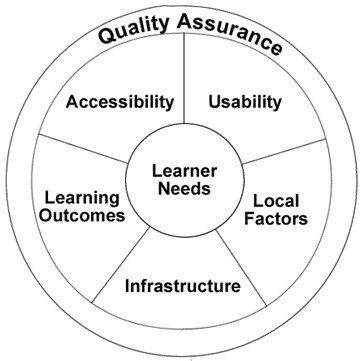 Quality Assurance
Accessibility
Usability
Learner
Needs
Learning
Outcomes
Local
Factors
Infrastructure